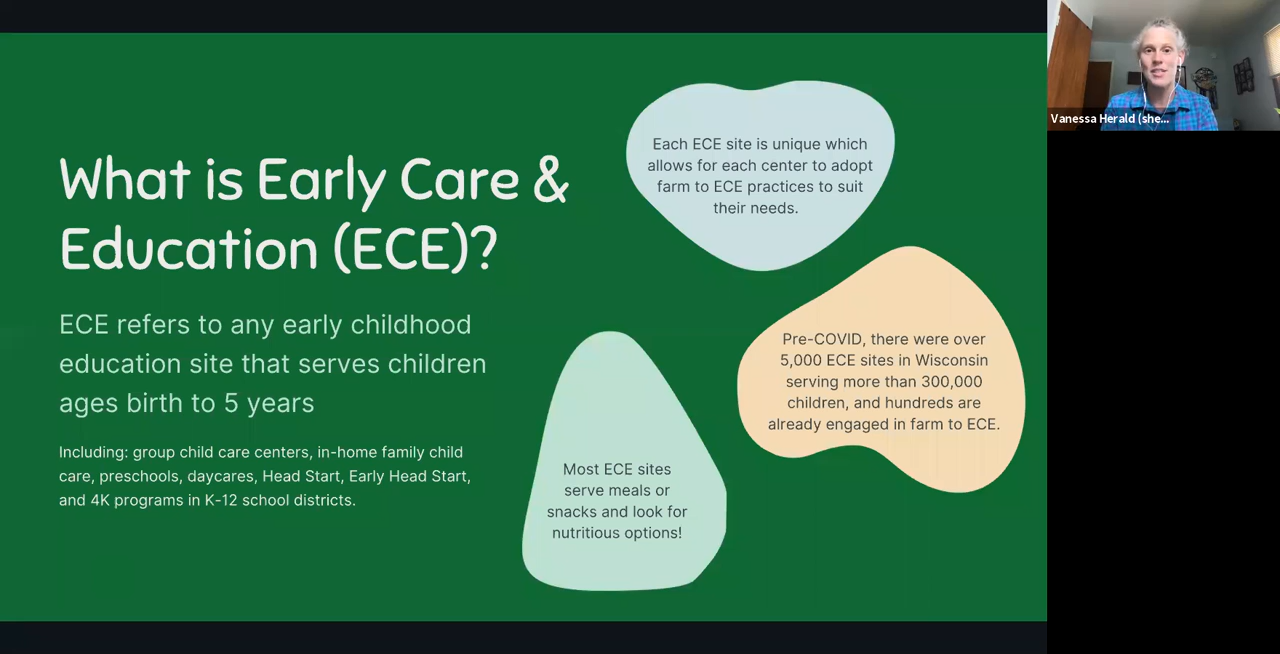 What is Early Care &
Education (ECE)?
ECE refers to any early childhood
education site that serves children
ages birth to 5 years
Including: group child care centers, in-home family child
care, preschools, daycares, Head Start, Early Head Start,
and 4K programs in K-12 school districts.
Each ECE site is unique which
allows for each center to adopt
farm to ECE practices to suit
their needs.
Pre-COVID, there were over
5,000 ECE sites in Wisconsin
serving more than 300,000
children, and hundreds are
already engaged in farm to ECE.
Most ECE sites
serve meals or
snacks and look for
nutritious options!
Vanessa Herald (she...